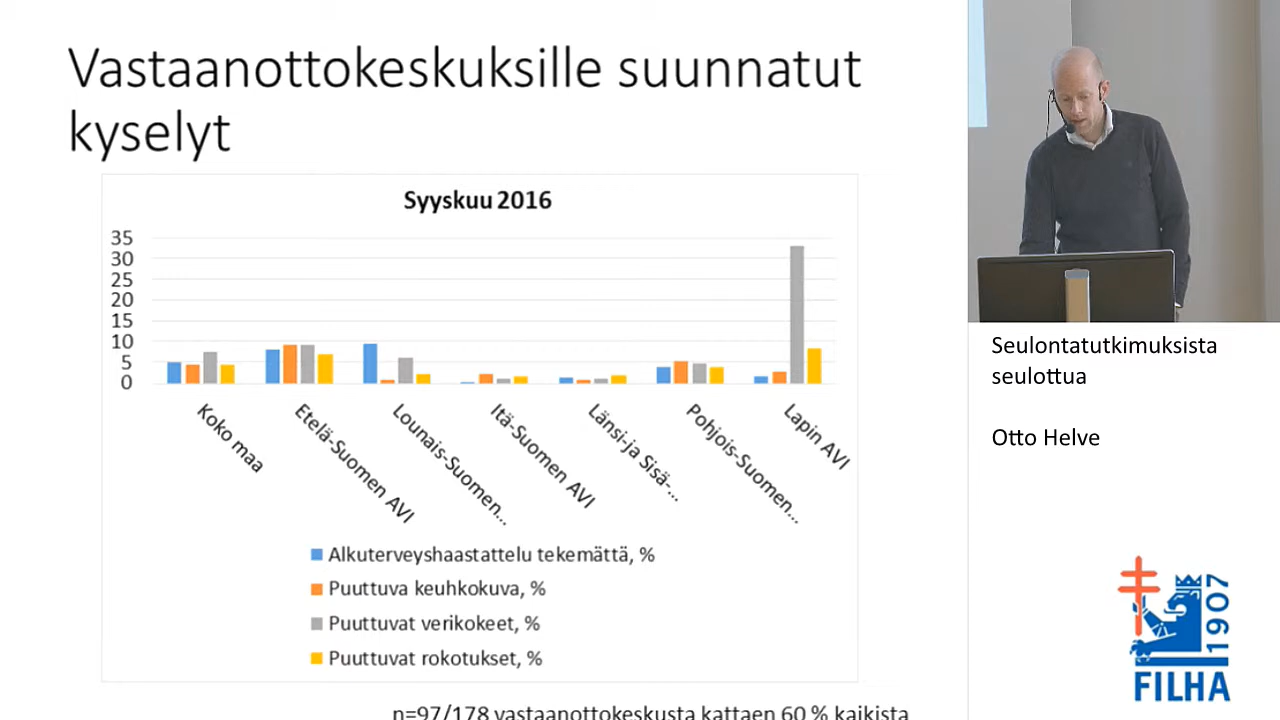 Vastaanottokeskuksille suunnatut
kyselyt
Syyskuu 2016
35
30
25
20
15
10
5
0
Koko maa
Etelä-Suomen AVI
Lounais-Suomen...
Itä-Suomen AVI
Länsi-ja Sisä-...
Pohjois-Suomen...
Lapin AVI
Alkuterveyshaastattelu tekemättä, %
Puuttuva keuhkokuva, %
Puuttuvat verikokeet, %
Puuttuvat rokotukset, %
n=97/178 vastaanottokeskusta kattaen 60 % kaikista
Seulontatutkimuksista
seulottua
Otto Helve
1907
FILHA